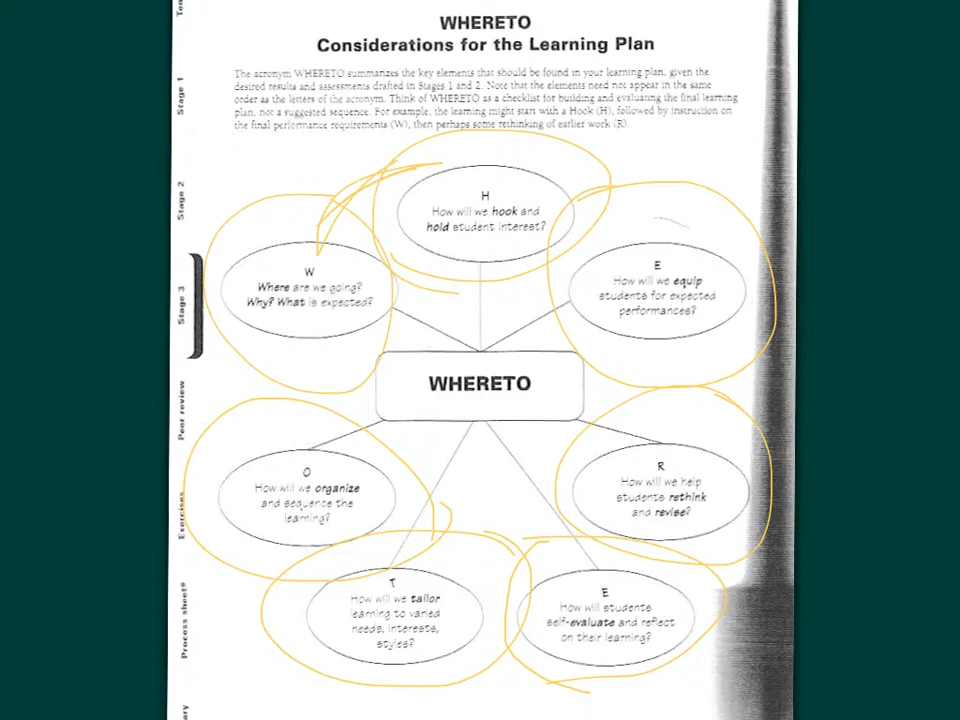 WHERETO
Considerations for the Learning Plan
The acronym WHERETO summarizes the key elements that should be found in your learning plan, given the
desired results and assessments drafted in Stages 1 and 2. Note that the elements need not appear in the same
order as the letters of the acronym. Think of WHERETO as a checklist for building and evaluating the final learning
plan, not a suggested sequence. For example, the learning might start with a Hook (H), followed by instruction on
the final performance requirements (W), then perhaps some rethinking of earlier work (R).
H
How will we hook and
hold student interest?
W
Where are we going?
Why? What is expected?
E
How will we equip
students for expected
performances?
WHERETO
O
How will we organize
and sequence the
learning?
R
How will we help
students rethink
and revise?
T
How will we tailor
learning to varied
needs, interests,
styles?
E
How will students
self-evaluate and reflect
on their learning?
Stage 1
Stage 2
Stage 3
Peer review
Exercises
Process sheets